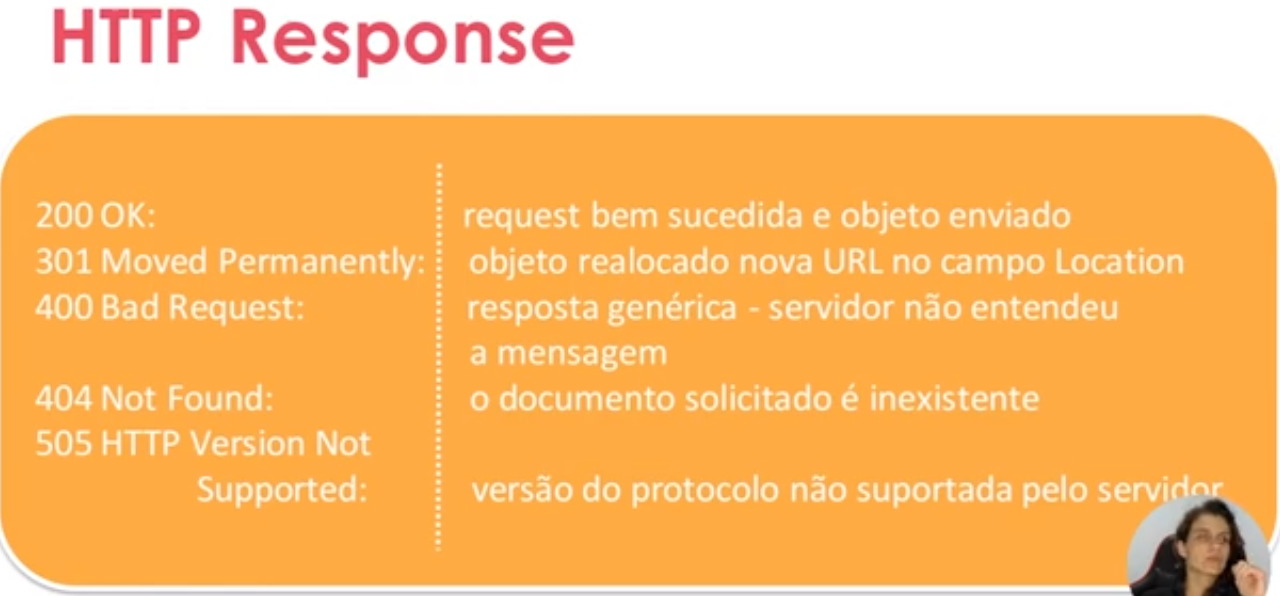 HTTP Response
200 OK: request bem sucedida e objeto enviado
301 Moved Permanently: objeto realocado nova URL no campo Location
400 Bad Request: resposta genérica - servidor não entendeu
a mensagem
404 Not Found: o documento solicitado é inexistente
505 HTTP Version Not
Supported: versão do protocolo não suportada pelo servidor